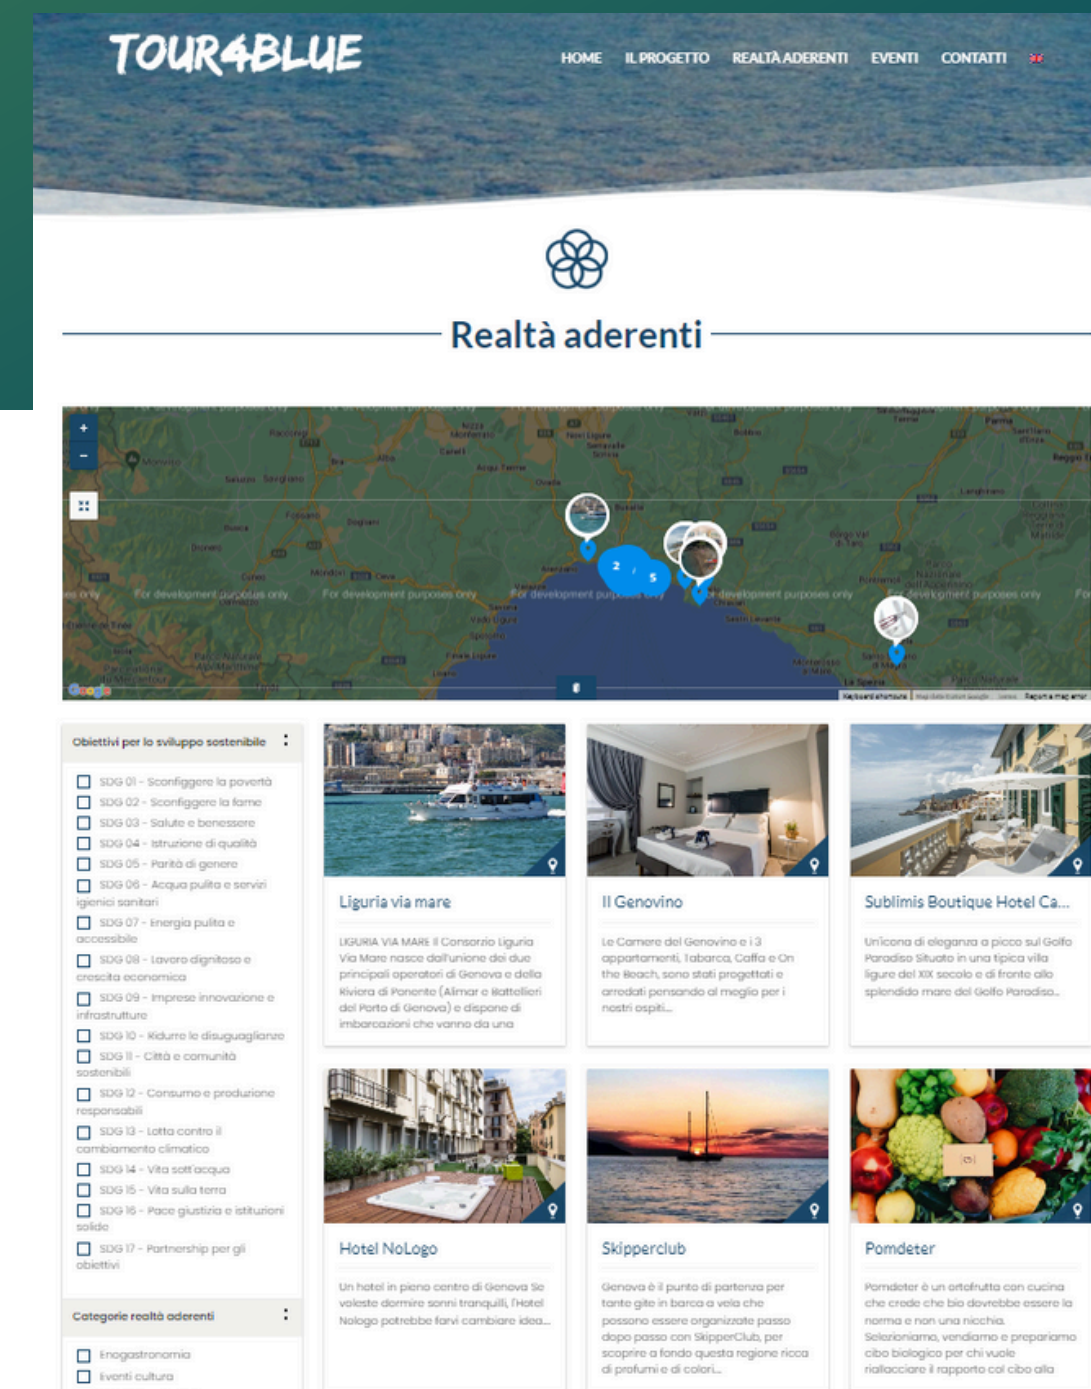 TOUR4BLUE
HOME IL PROGETTO REALTÀ ADERENTI EVENTI CONTATTI
Realtà aderenti
For development purposes only
Google
Keyboard shortcuts
Report a map error
2
5
Obiettivi per lo sviluppo sostenibile
SDG 01 - Sconfiggere la povertà
SDG 02 - Sconfiggere la fame
SDG 03 - Salute e benessere
SDG 04 - Istruzione di qualità
SDG 05 - Parità di genere
SDG 06 - Acqua pulita e servizi
igienici sanitari
SDG 07 - Energia pulita e
accessibile
SDG 08 - Lavoro dignitoso e
crescita economica
SDG 09 - Imprese innovazione e
infrastrutture
SDG 10 - Ridurre le disuguaglianze
SDG 11 - Città e comunità
sostenibili
SDG 12 - Consumo e produzione
responsabili
SDG 13 - Lotta contro il
cambiamento climatico
SDG 14 - Vita sott'acqua
SDG 15 - Vita sulla terra
SDG 16 - Pace giustizia e istituzioni
solide
SDG 17 - Partnership per gli
obiettivi
Categorie realtà aderenti
Enogastronomia
Eventi cultura
Liguria via mare
LIGURIA VIA MARE Il Consorzio Liguria
Via Mare nasce dall'unione dei due
principali operatori di Genova e della
Riviera di Ponente (Alimar e Battellieri
del Porto di Genova) e dispone di
imbarcazioni che vanno da una
Il Genovino
Le Camere del Genovino e i 3
appartamenti, Tabarca, Caffa e On
the Beach, sono stati progettati e
arredati pensando al meglio per i
nostri ospiti...
Sublimis Boutique Hotel Ca...
Un'icona di eleganza a picco sul Golfo
Paradiso Situato in una tipica villa
ligure del XIX secolo e di fronte allo
splendido mare del Golfo Paradiso...
Hotel NoLogo
Un hotel in pieno centro di Genova Se
voleste dormire sonni tranquilli, l'Hotel
Nologo potrebbe farvi cambiare idea...
Skipperclub
Genova è il punto di partenza per
tante gite in barca a vela che
possono essere organizzate passo
dopo passo con SkipperClub, per
scoprire a fondo questa regione ricca
di profumi e di colori...
Pomdeter
Pomdeter è un ortofrutta con cucina
che crede che bio dovrebbe essere la
norma e non una nicchia.
Selezioniamo, vendiamo e prepariamo
cibo biologico per chi vuole
riallacciare il rapporto col cibo alla